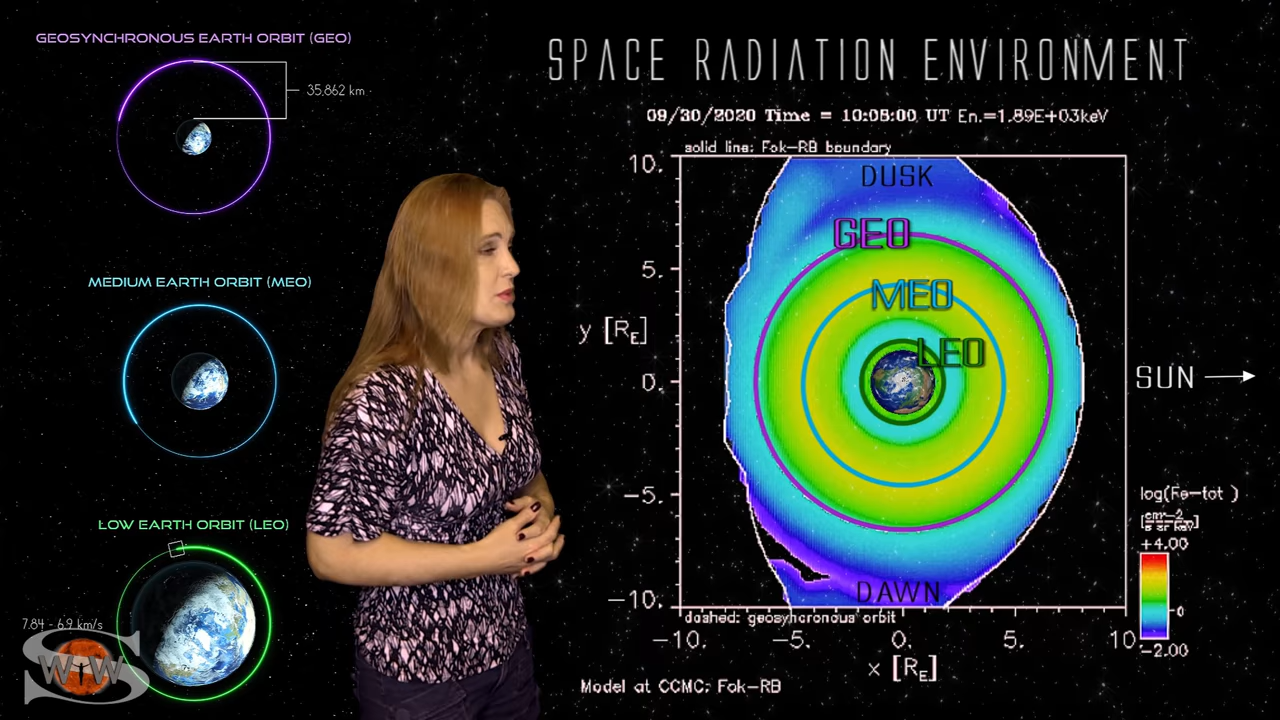 GEOSYNCHRONOUS EARTH ORBIT (GEO)
35,862 km
MEDIUM EARTH ORBIT (MEO)
LOW EARTH ORBIT (LEO)
7.84 - 6.9 km/s
SWTW
SPACE RADIATION ENVIRONMENT
09/30/2020 Time = 10:05:00 UT En.=1.89E+03keV
solid line: Fok-RB boundary
10.
5.
0.
-5.
-10.
y [RE]
DUSK
GEO
MEO
LEO
DAWN
dashed: geosynchronous orbit
-10.
-5.
0.
5.
10.
x [RE]
SUN
log(Fe-tot )
+4.00
0
-2.00
Model at CCMC: Fok-RB